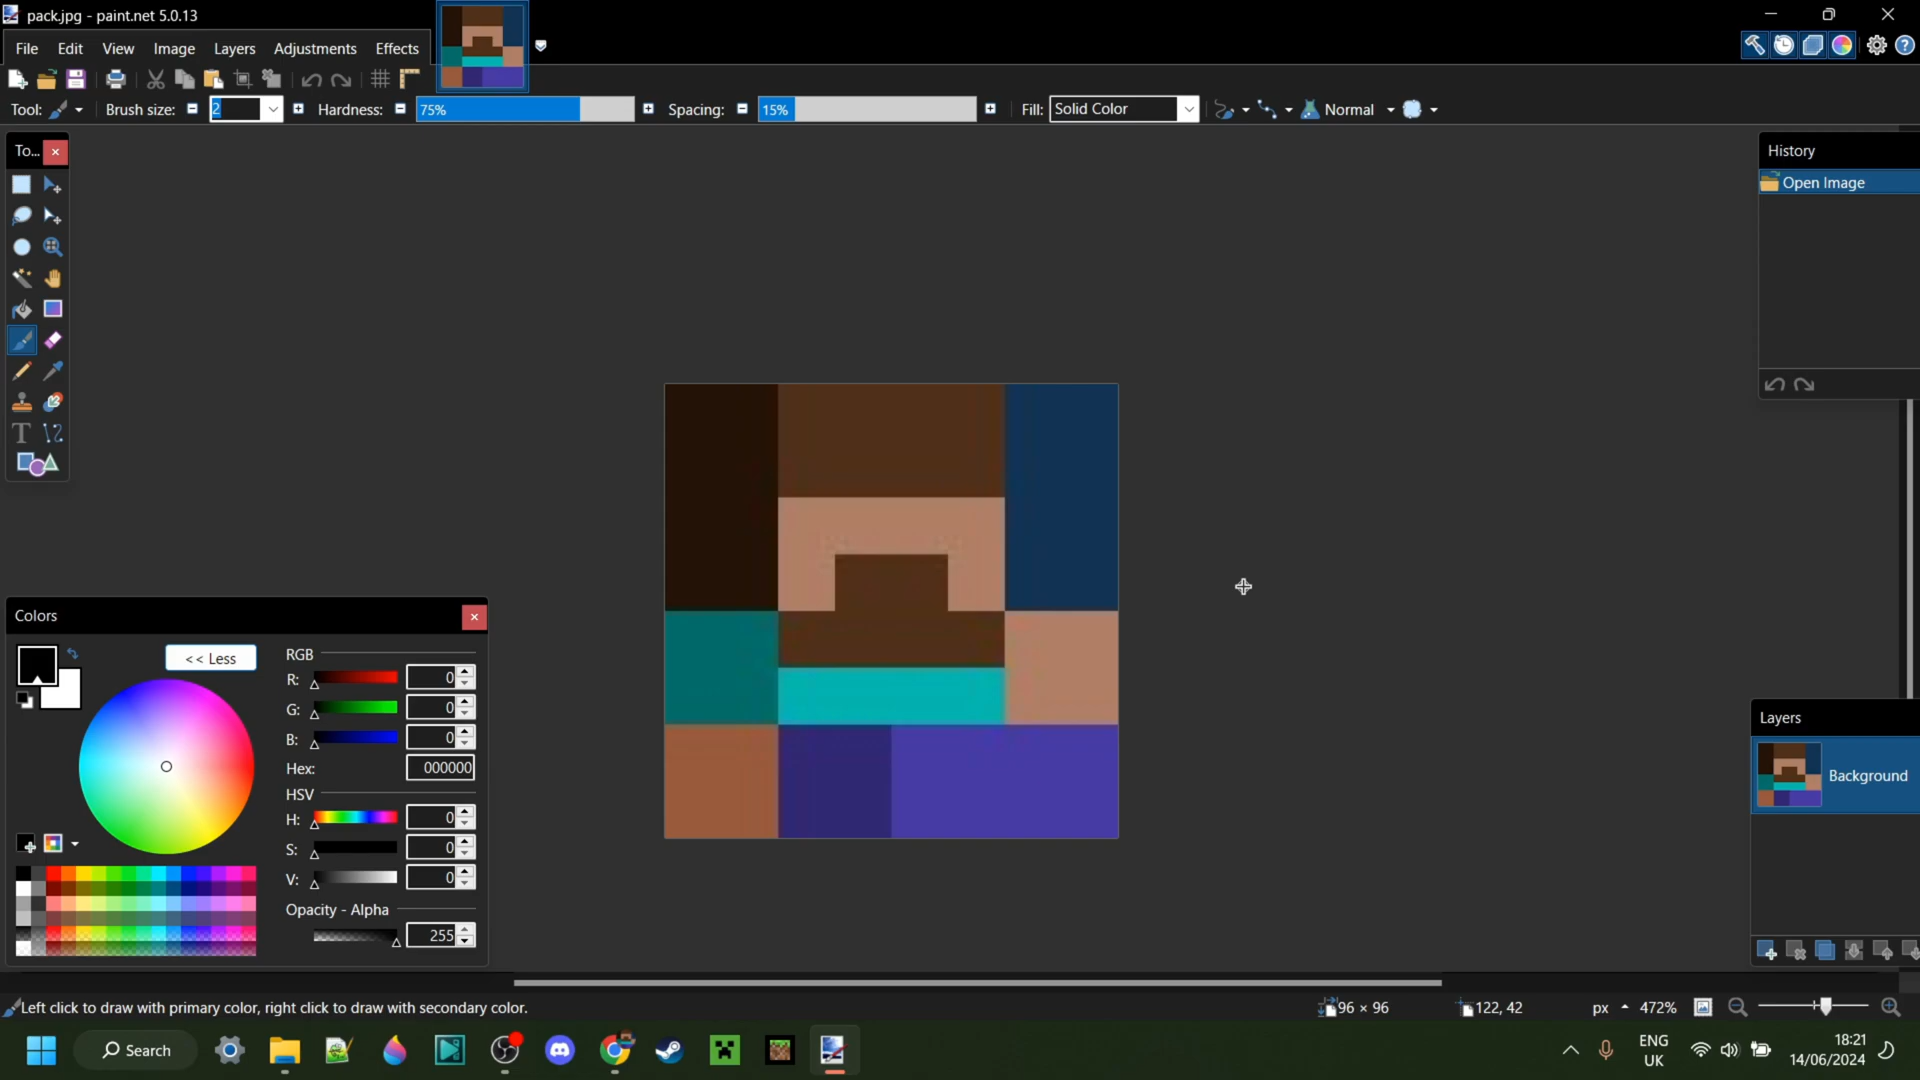 pack.jpg - paint.net 5.0.13
File Edit View Image Layers Adjustments Effects
Tool: Brush size: 2 Hardness: 75% Spacing: 15% Fill: Solid Color Normal
To...
History
Open Image
Colors
<< Less
RGB
R: 0
G: 0
B: 0
Hex: 000000
HSV
H: 0
S: 0
V: 0
Opacity - Alpha
255
Layers
Background
Left click to draw with primary color, right click to draw with secondary color.
96 × 96
122, 42
px
472%
Search
ENG
UK
18:21
14/06/2024